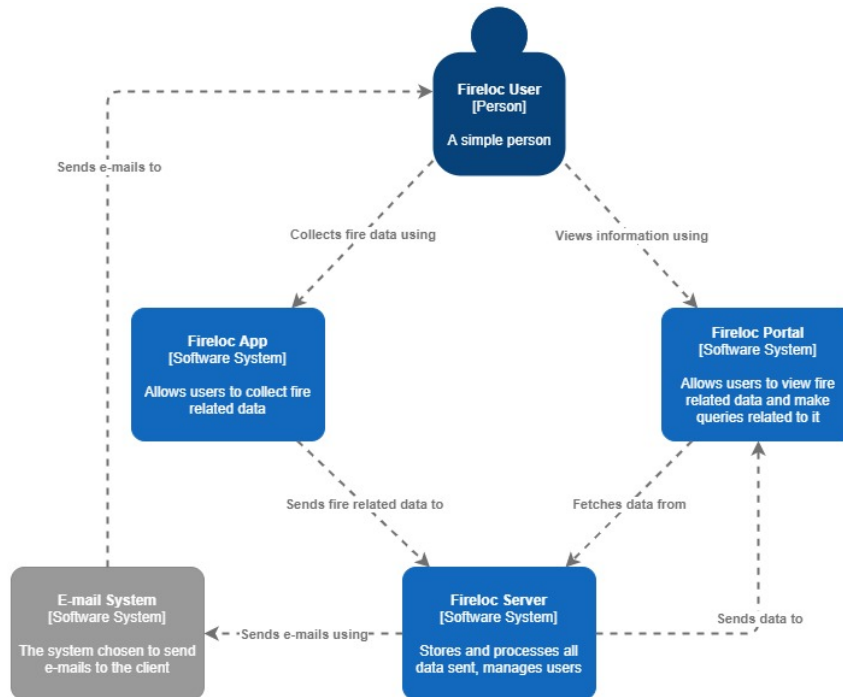 Fireloc User
[Person]
A simple person
Sends e-mails to
Collects fire data using
Views information using
Fireloc App
[Software System]
Allows users to collect fire
related data
Fireloc Portal
[Software System]
Allows users to view fire
related data and make
queries related to it
Sends fire related data to
Fetches data from
E-mail System
[Software System]
The system chosen to send
e-mails to the client
Sends e-mails using
Fireloc Server
[Software System]
Stores and processes all
data sent, manages users
Sends data to